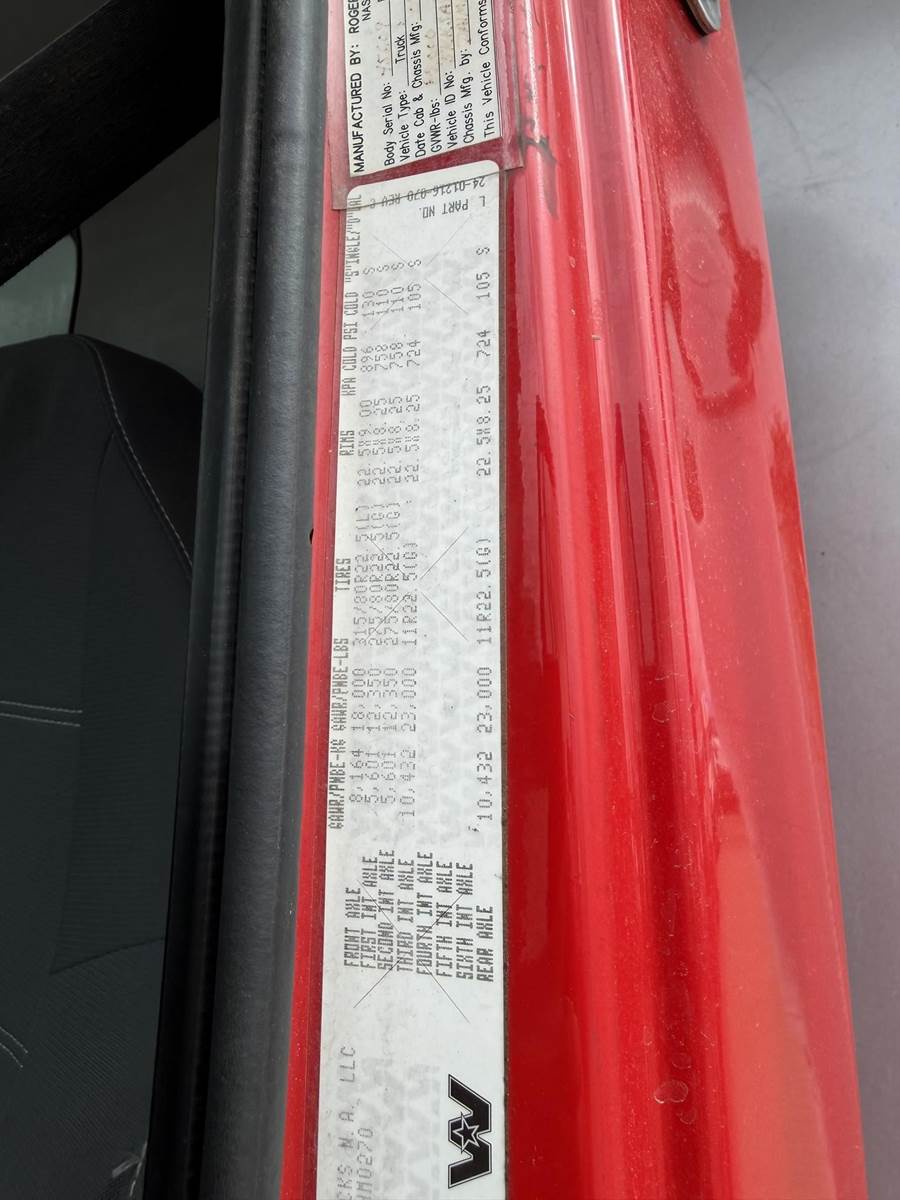 MANUFACTURED BY: ROGER
NAS
Body Serial No:
Vehicle Type: Truck
Date Cab & Chassis Mfg:
GVWR-lbs:
Vehicle ID No:
Chassis Mfg. by:
This Vehicle Conforms
GAWR/PMBE-KG GAWR/PMBE-LBS TIRES RIMS KPA COLD PSI COLD "S"INGLE/"D"UAL
FRONT AXLE 8,164 18,000 315/80R22.5(L) 22.5X9.00 896 130 S
FIRST INT AXLE 5,601 12,350 275/80R22.5(G) 22.5X8.25 758 110 S
SECOND INT AXLE 5,601 12,350 275/80R22.5(G) 22.5X8.25 758 110 S
THIRD INT AXLE 10,432 23,000 11R22.5(G) 22.5X8.25 724 105 S
FOURTH INT AXLE
FIFTH INT AXLE
SIXTH INT AXLE
REAR AXLE 10,432 23,000 11R22.5(G) 22.5X8.25 724 105 S
L PART NO.
24-01216-070 REV
CKS N.A. LLC
M0270
W